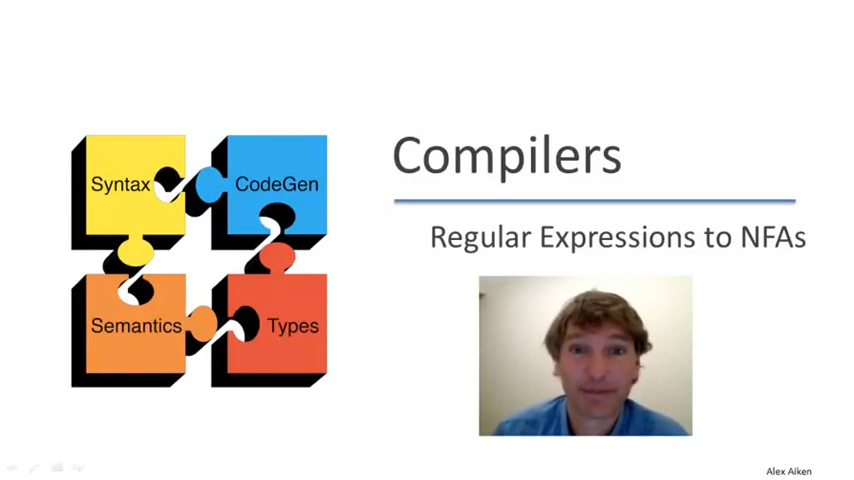 Compilers
Syntax
CodeGen
Regular Expressions to NFAs
Semantics
Types
Alex Aiken